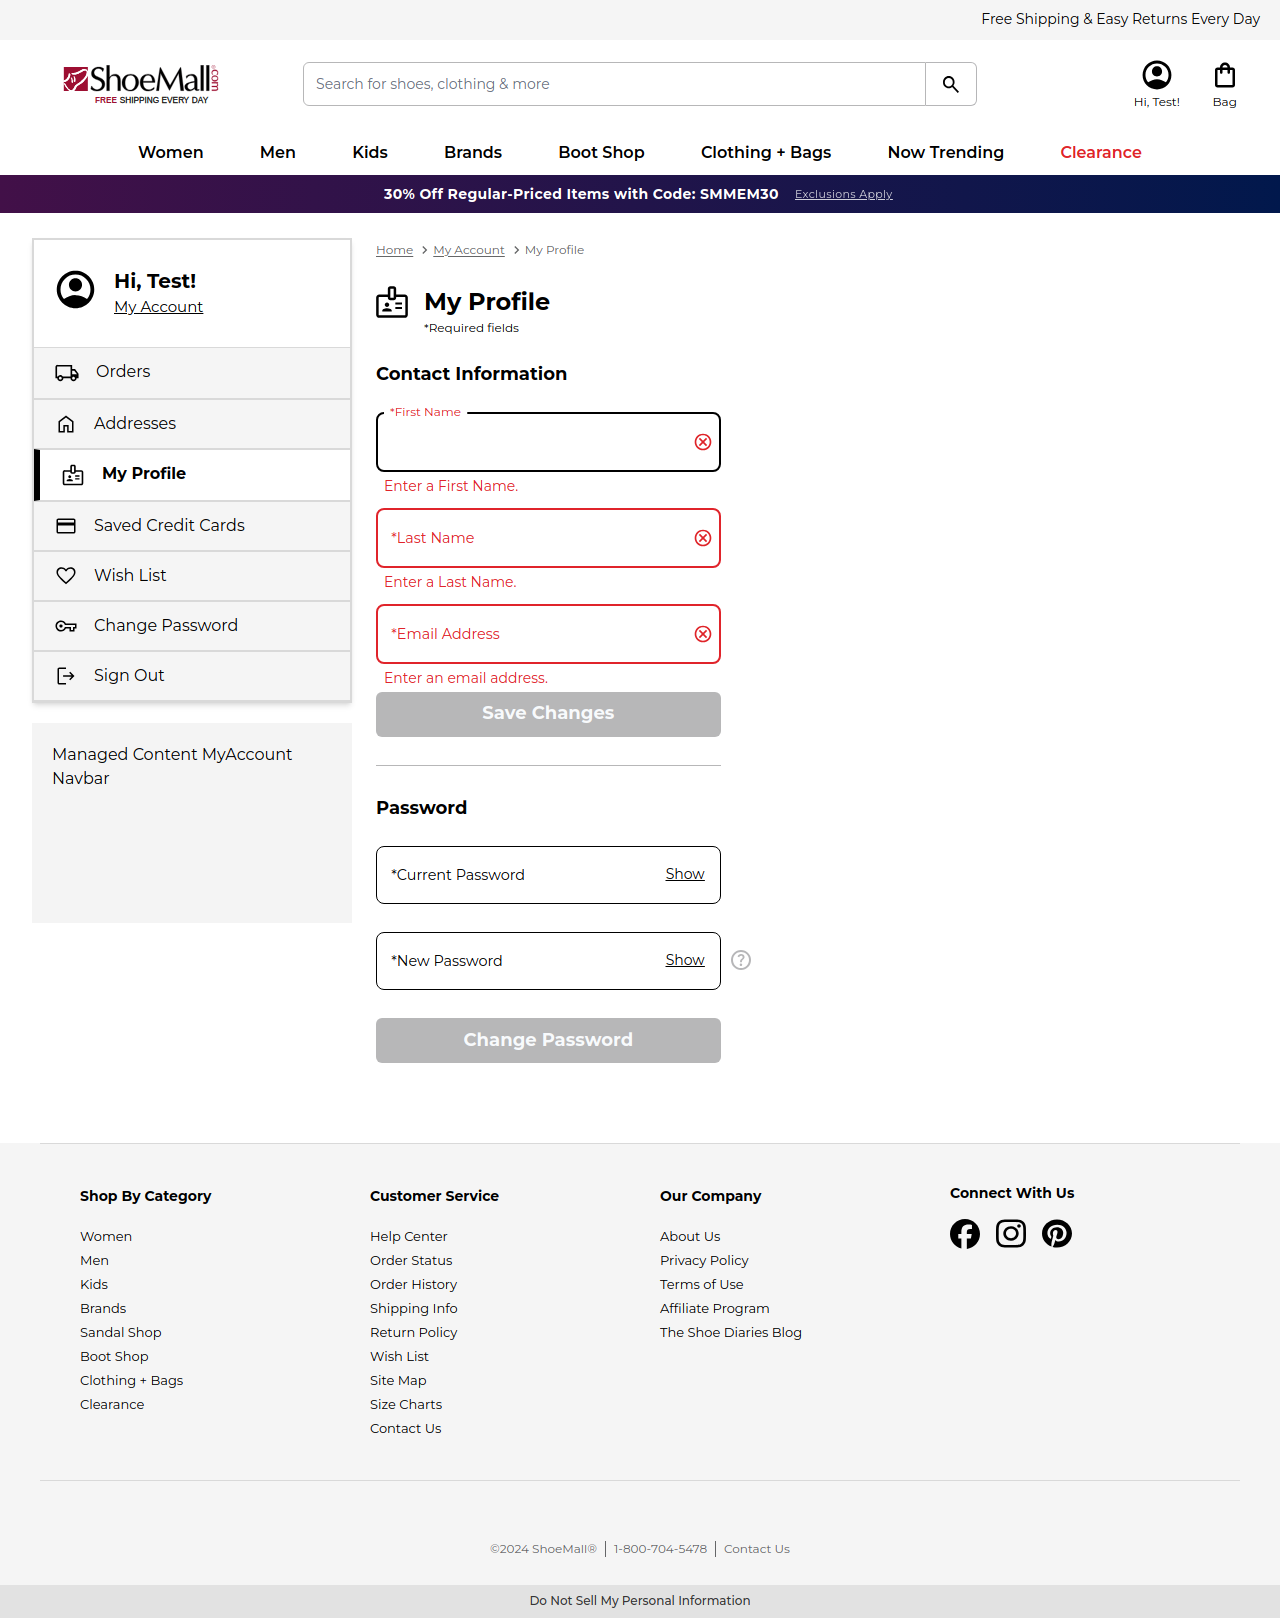 Free Shipping & Easy Returns Every Day
ShoeMall.com
FREE SHIPPING EVERY DAY
Search for shoes, clothing & more
Hi, Test!
Bag
Women
Men
Kids
Brands
Boot Shop
Clothing + Bags
Now Trending
Clearance
30% Off Regular-Priced Items with Code: SMMEM30 Exclusions Apply
Hi, Test!
My Account
Orders
Addresses
My Profile
Saved Credit Cards
Wish List
Change Password
Sign Out
Managed Content MyAccount
Navbar
Home > My Account > My Profile
My Profile
*Required fields
Contact Information
*First Name
Enter a First Name.
*Last Name
Enter a Last Name.
*Email Address
Enter an email address.
Save Changes
Password
*Current Password Show
*New Password Show
?
Change Password
Shop By Category
Women
Men
Kids
Brands
Sandal Shop
Boot Shop
Clothing + Bags
Clearance
Customer Service
Help Center
Order Status
Order History
Shipping Info
Return Policy
Wish List
Site Map
Size Charts
Contact Us
Our Company
About Us
Privacy Policy
Terms of Use
Affiliate Program
The Shoe Diaries Blog
Connect With Us
©2024 ShoeMall® | 1-800-704-5478 | Contact Us
Do Not Sell My Personal Information